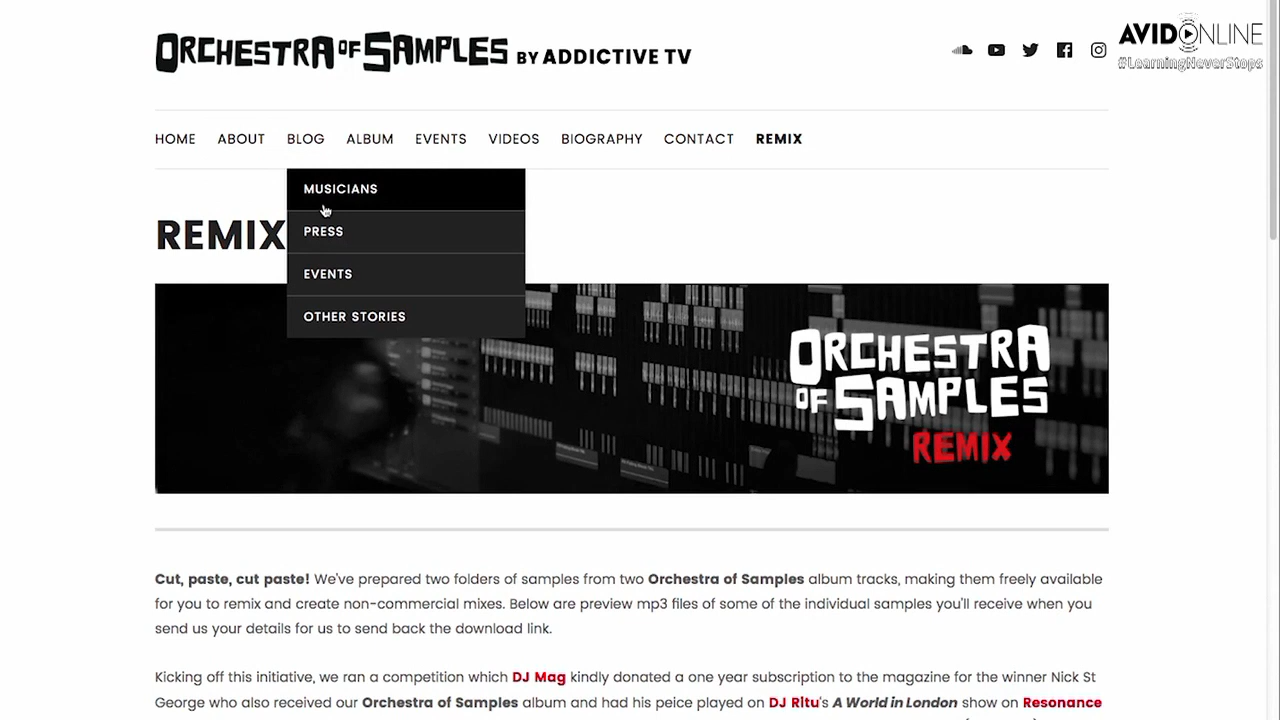 ORCHESTRA OF SAMPLES BY ADDICTIVE TV
AVID ONLINE
#LearningNeverStops
HOME ABOUT BLOG ALBUM EVENTS VIDEOS BIOGRAPHY CONTACT REMIX
MUSICIANS
PRESS
EVENTS
OTHER STORIES
REMIX
ORCHESTRA
OF SAMPLES
REMIX
Cut, paste, cut paste! We've prepared two folders of samples from two Orchestra of Samples album tracks, making them freely available
for you to remix and create non-commercial mixes. Below are preview mp3 files of some of the individual samples you'll receive when you
send us your details for us to send back the download link.
Kicking off this initiative, we ran a competition which DJ Mag kindly donated a one year subscription to the magazine for the winner Nick St
George who also received our Orchestra of Samples album and had his peice played on DJ Ritu's A World in London show on Resonance